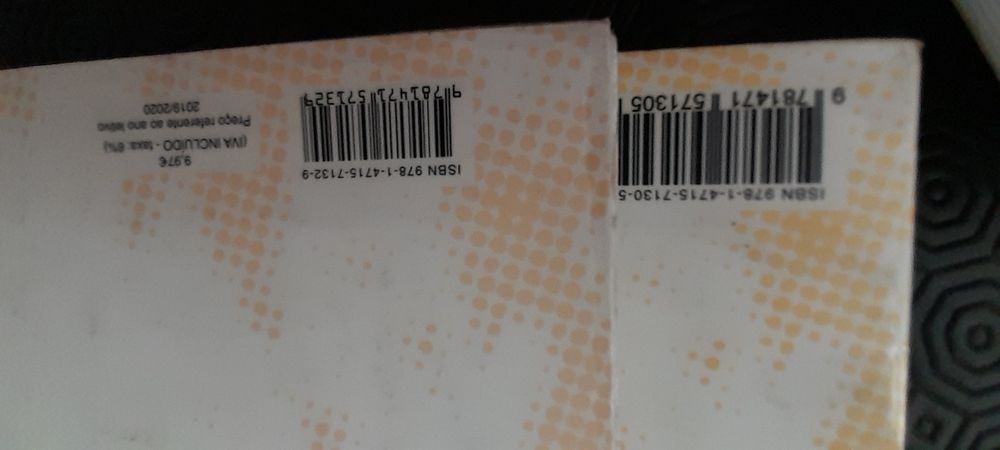 ISBN 978-1-4715-7132-9
9 781471 571329
9,97€
(IVA INCLUÍDO - taxa: 6%)
Preço referente ao ano letivo
2019/2020
ISBN 978-1-4715-7130-5
9 781471 571305